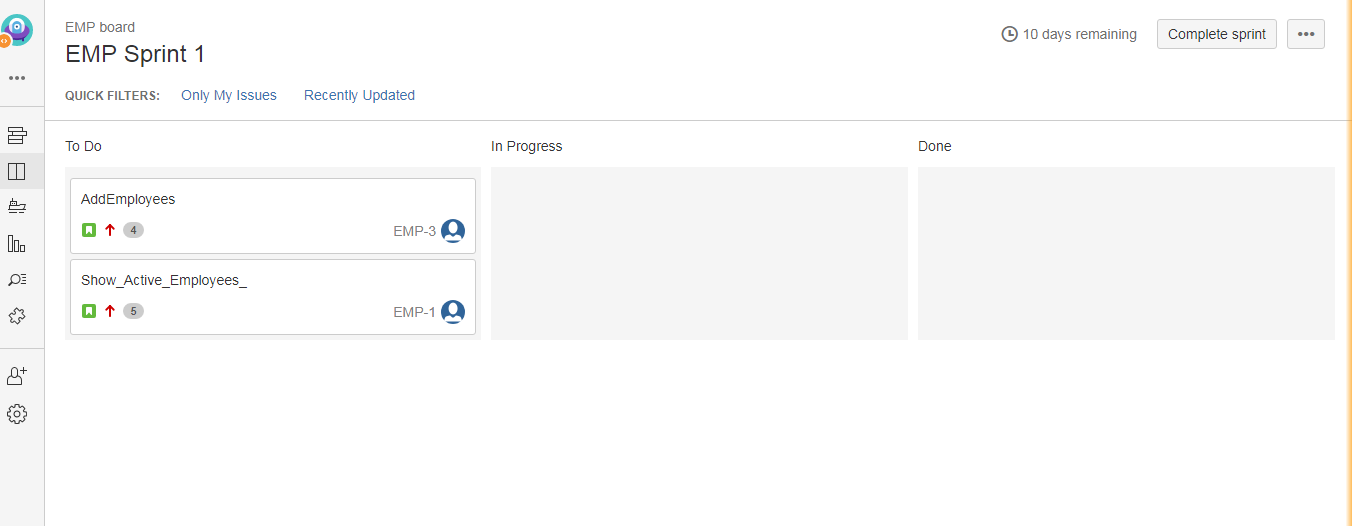 EMP board
EMP Sprint 1
10 days remaining
Complete sprint
QUICK FILTERS: Only My Issues Recently Updated
To Do In Progress Done
AddEmployees
4 EMP-3
Show_Active_Employees_
5 EMP-1